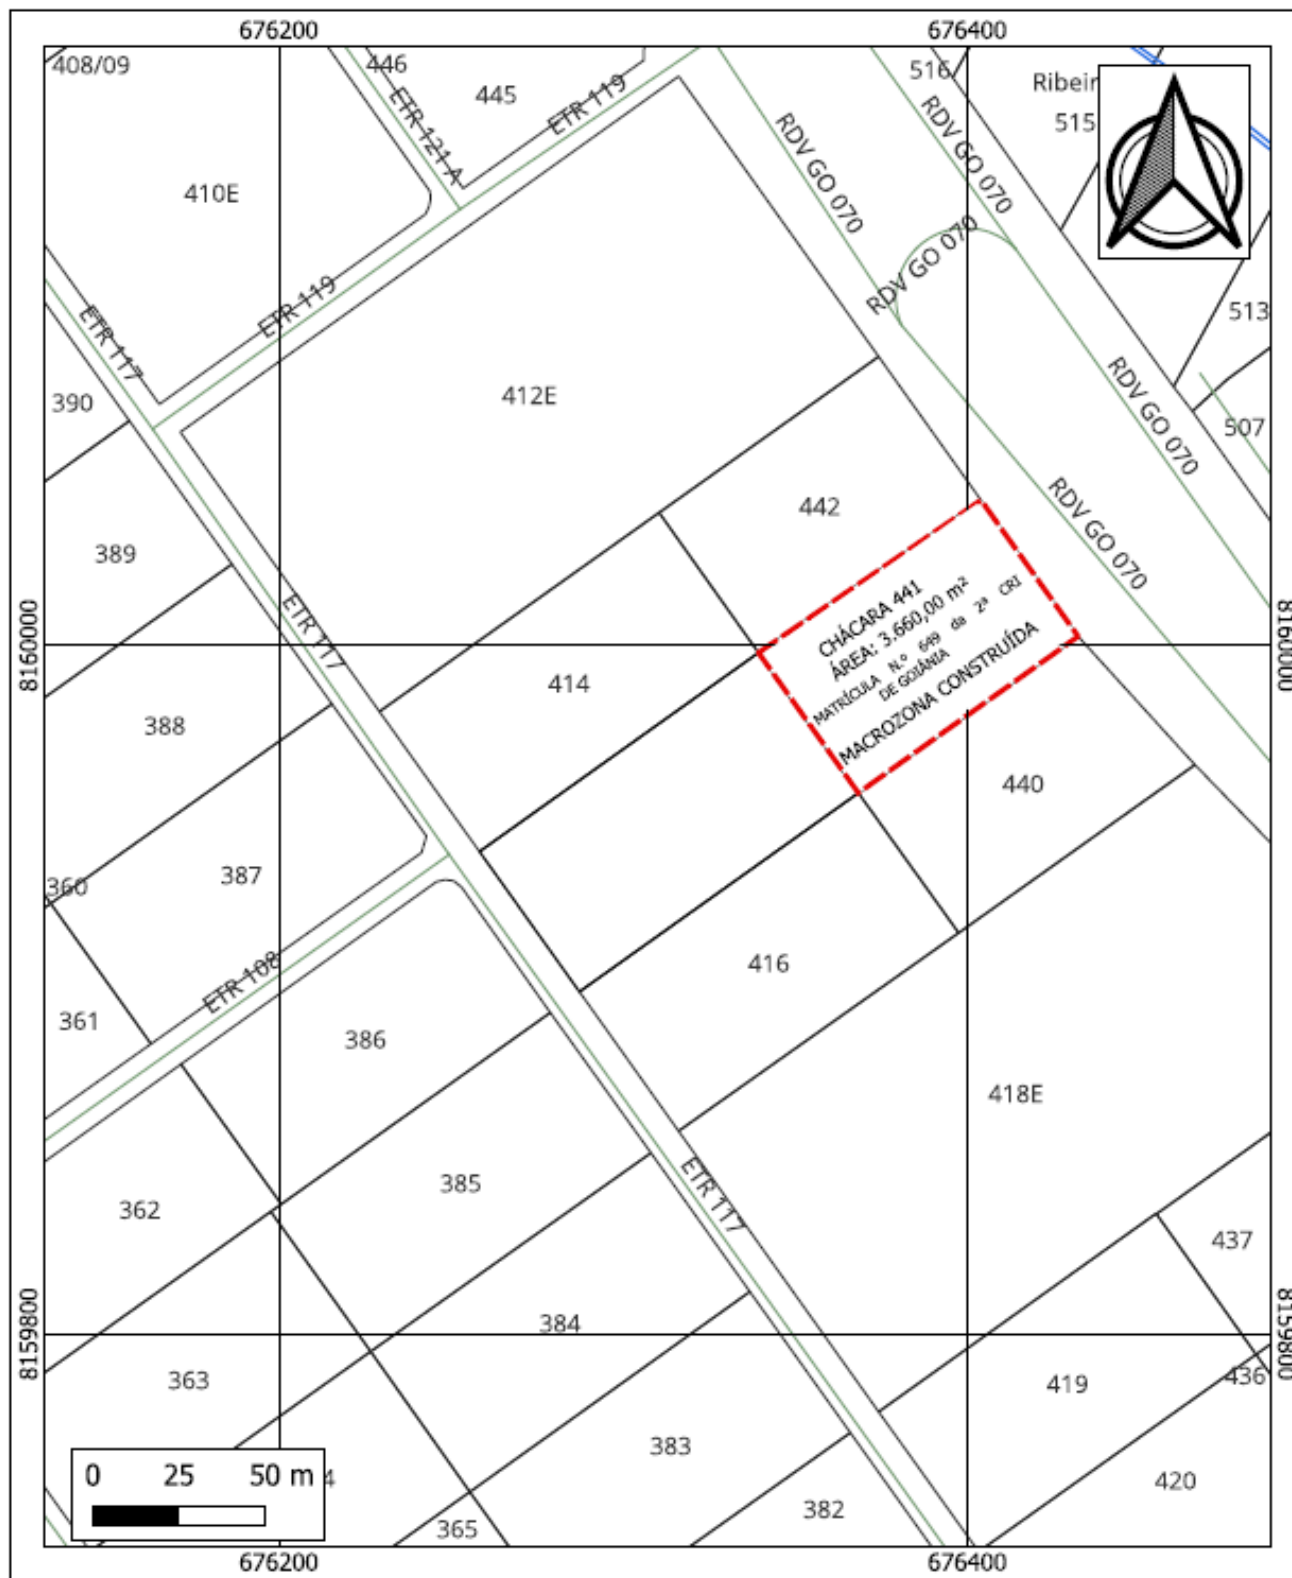 676200
676400
408/09
446
445
516
Ribeir
515
ETR 119
ETR 121 A
RDV GO 070
RDV GO 070
410E
RDV GO 070
ETR 119
ETR 117
513
390
412E
RDV GO 070
507
442
RDV GO 070
389
CHÁCARA 441
ÁREA: 3.660,00 m²
MATRÍCULA N.º 649 da 2ª CRI
DE GOIÂNIA
MACROZONA CONSTRUÍDA
ETR 117
8160000
8160000
414
388
440
387
360
416
ETR 108
361
386
418E
385
ETR 117
362
437
384
8159800
8159800
363
419
436
383
0 25 50 m
4
420
382
365
676200
676400